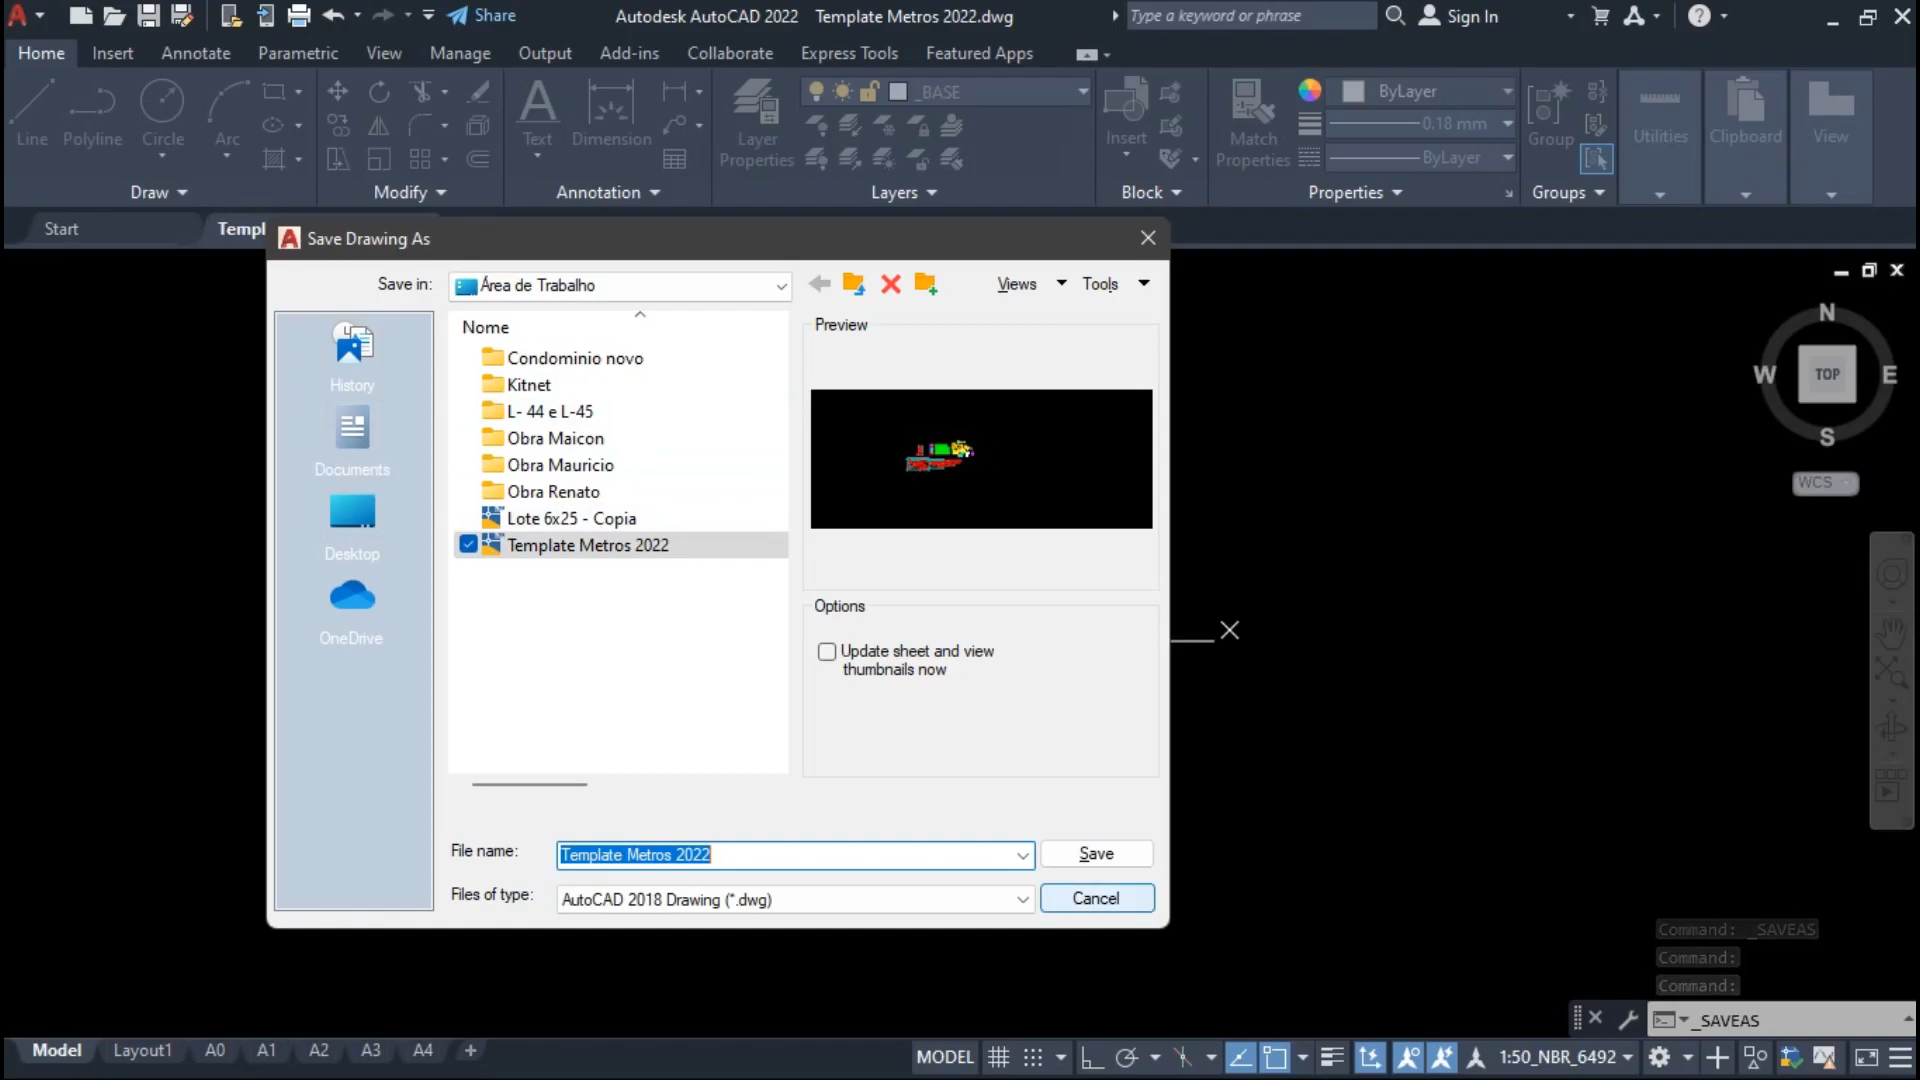 Share
Autodesk AutoCAD 2022 Template Metros 2022.dwg
Type a keyword or phrase
Sign In
Home Insert Annotate Parametric View Manage Output Add-ins Collaborate Express Tools Featured Apps
_BASE
ByLayer
0.18 mm
ByLayer
Line Polyline Circle Arc
Text Dimension
Layer
Properties
Insert
Match
Properties
Group
Utilities
Clipboard
View
Draw Modify Annotation Layers Block Properties Groups
Start
Templ
Save Drawing As
Save in: Área de Trabalho
Views Tools
History
Documents
Desktop
OneDrive
Nome
Condominio novo
Kitnet
L- 44 e L-45
Obra Maicon
Obra Mauricio
Obra Renato
Lote 6x25 - Copia
Template Metros 2022
Preview
Options
Update sheet and view
thumbnails now
File name: Template Metros 2022
Save
Files of type: AutoCAD 2018 Drawing (*.dwg)
Cancel
N
W TOP E
S
WCS
X
Command: _SAVEAS
Command:
Command:
_SAVEAS
Model Layout1 A0 A1 A2 A3 A4 +
MODEL
1:50_NBR_6492